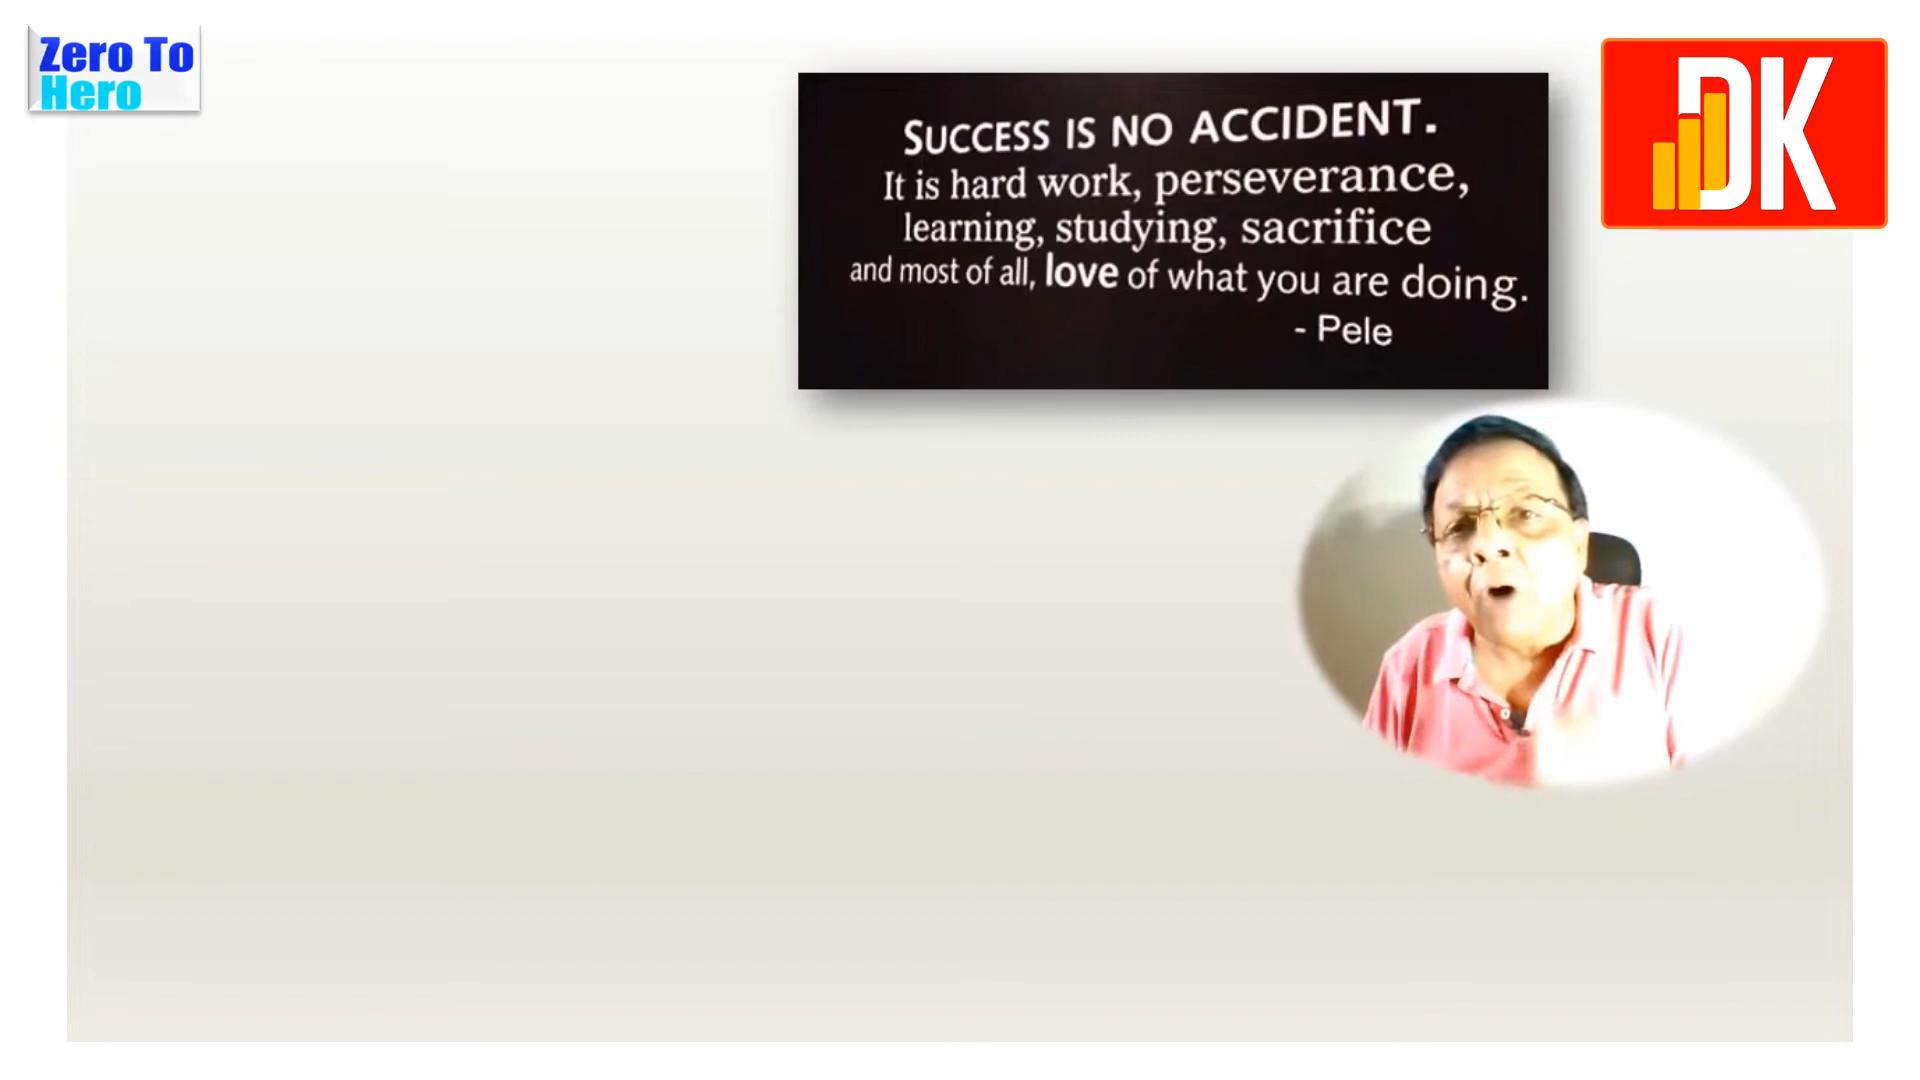 Zero To
Hero
SUCCESS IS NO ACCIDENT.
It is hard work, perseverance,
learning, studying, sacrifice
and most of all, love of what you are doing.
- Pele
DK